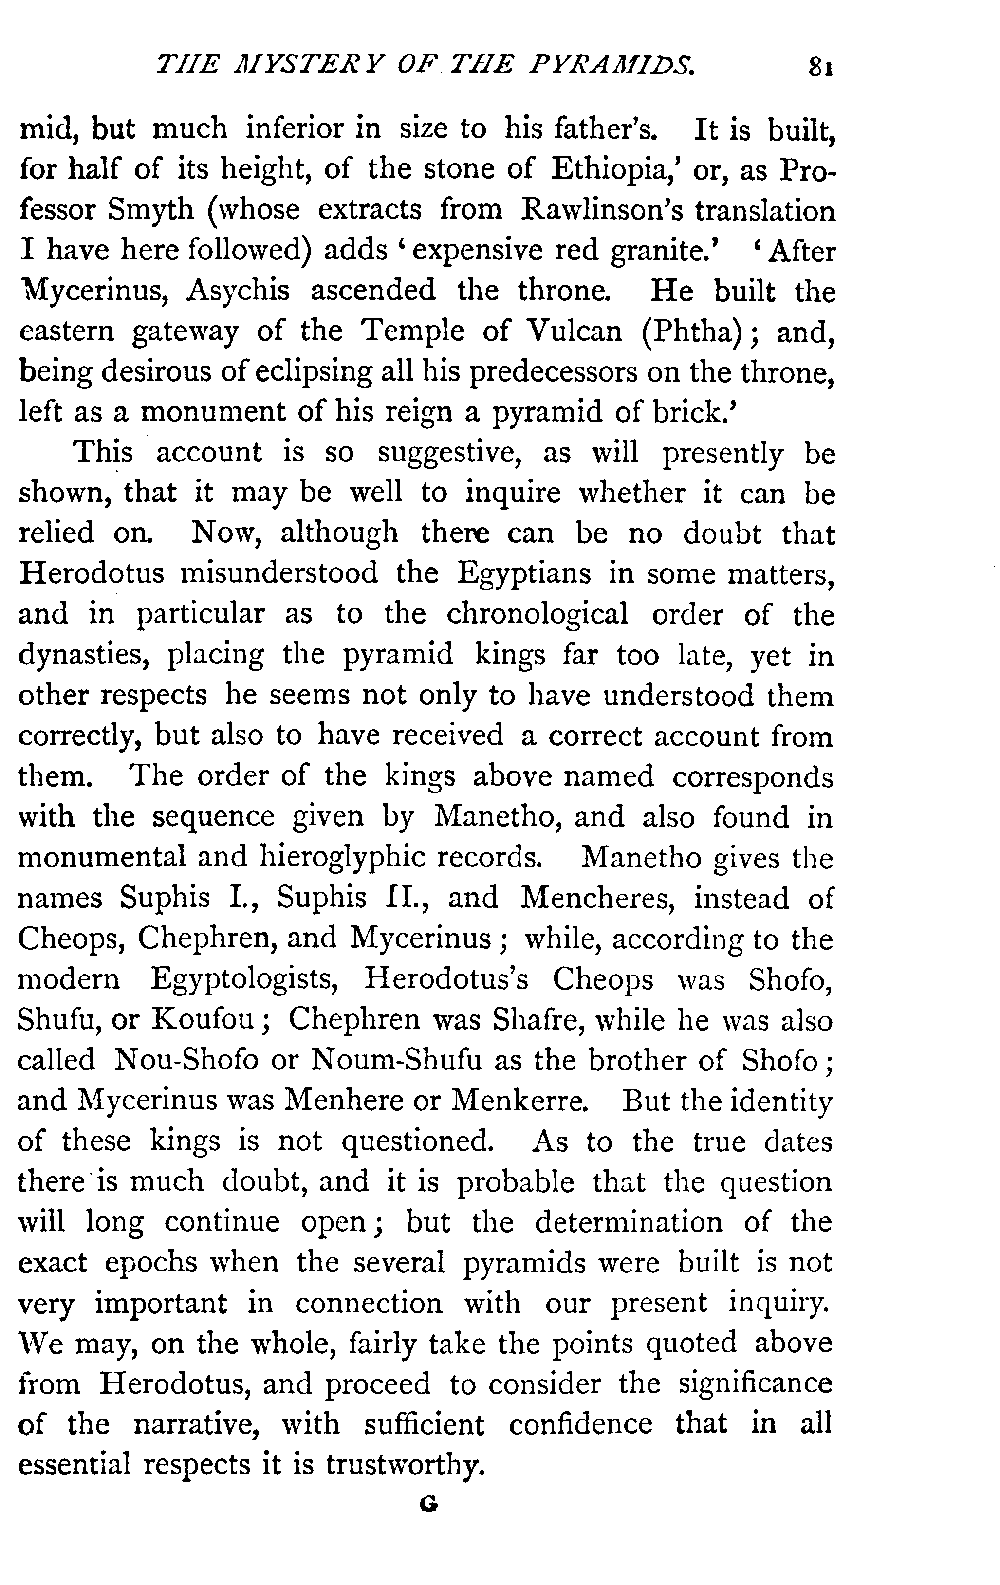 THE MYSTERY OF THE PYRAMIDS. 81
mid, but much inferior in size to his father's. It is built,
for half of its height, of the stone of Ethiopia,' or, as Pro-
fessor Smyth (whose extracts from Rawlinson's translation
I have here followed) adds 'expensive red granite.' 'After
Mycerinus, Asychis ascended the throne. He built the
eastern gateway of the Temple of Vulcan (Phtha); and,
being desirous of eclipsing all his predecessors on the throne,
left as a monument of his reign a pyramid of brick.'
This account is so suggestive, as will presently be
shown, that it may be well to inquire whether it can be
relied on. Now, although there can be no doubt that
Herodotus misunderstood the Egyptians in some matters,
and in particular as to the chronological order of the
dynasties, placing the pyramid kings far too late, yet in
other respects he seems not only to have understood them
correctly, but also to have received a correct account from
them. The order of the kings above named corresponds
with the sequence given by Manetho, and also found in
monumental and hieroglyphic records. Manetho gives the
names Suphis I., Suphis II., and Mencheres, instead of
Cheops, Chephren, and Mycerinus; while, according to the
modern Egyptologists, Herodotus's Cheops was Shofo,
Shufu, or Koufou; Chephren was Shafre, while he was also
called Nou-Shofo or Noum-Shufu as the brother of Shofo;
and Mycerinus was Menhere or Menkerre. But the identity
of these kings is not questioned. As to the true dates
there is much doubt, and it is probable that the question
will long continue open; but the determination of the
exact epochs when the several pyramids were built is not
very important in connection with our present inquiry.
We may, on the whole, fairly take the points quoted above
from Herodotus, and proceed to consider the significance
of the narrative, with sufficient confidence that in all
essential respects it is trustworthy.
G